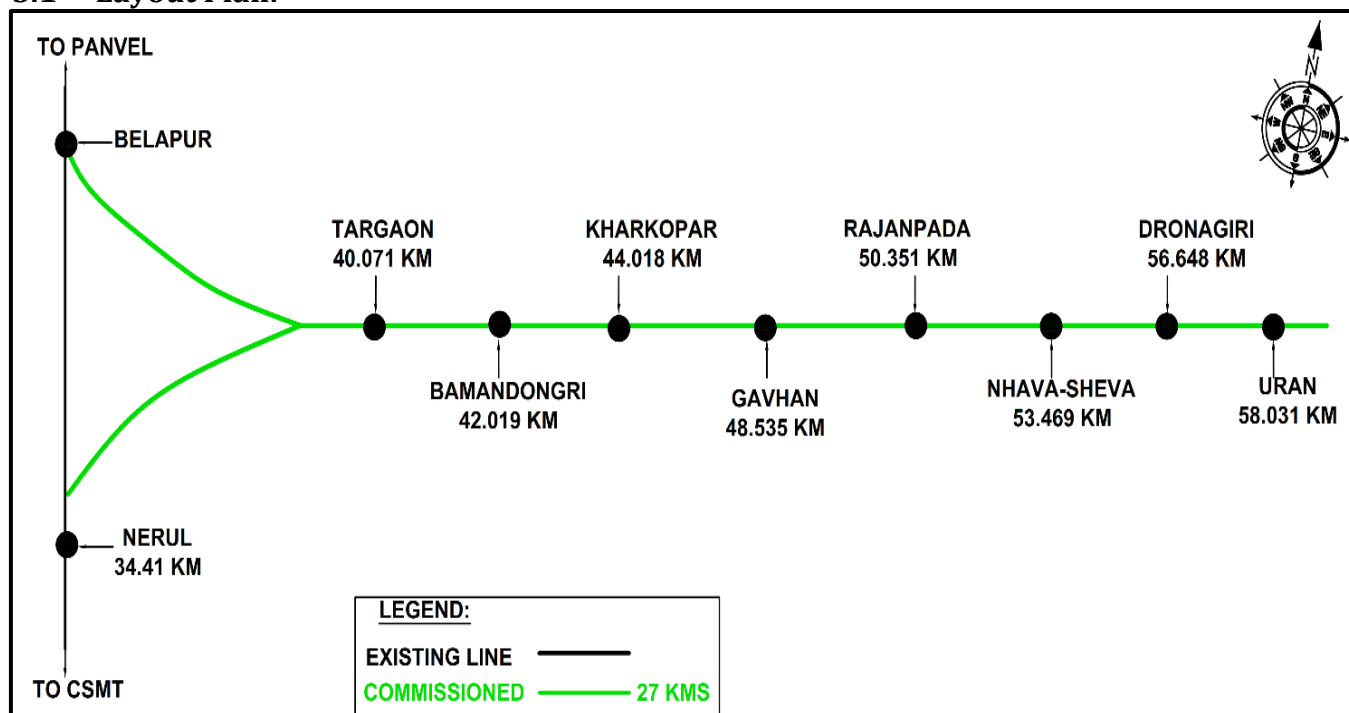 TO PANVEL
BELAPUR
TARGAON
40.071 KM
KHARKOPAR
44.018 KM
RAJANPADA
50.351 KM
DRONAGIRI
56.648 KM
BAMANDONGRI
42.019 KM
GAVHAN
48.535 KM
NHAVA-SHEVA
53.469 KM
URAN
58.031 KM
NERUL
34.41 KM
TO CSMT
LEGEND:
EXISTING LINE
COMMISSIONED 27 KMS
N